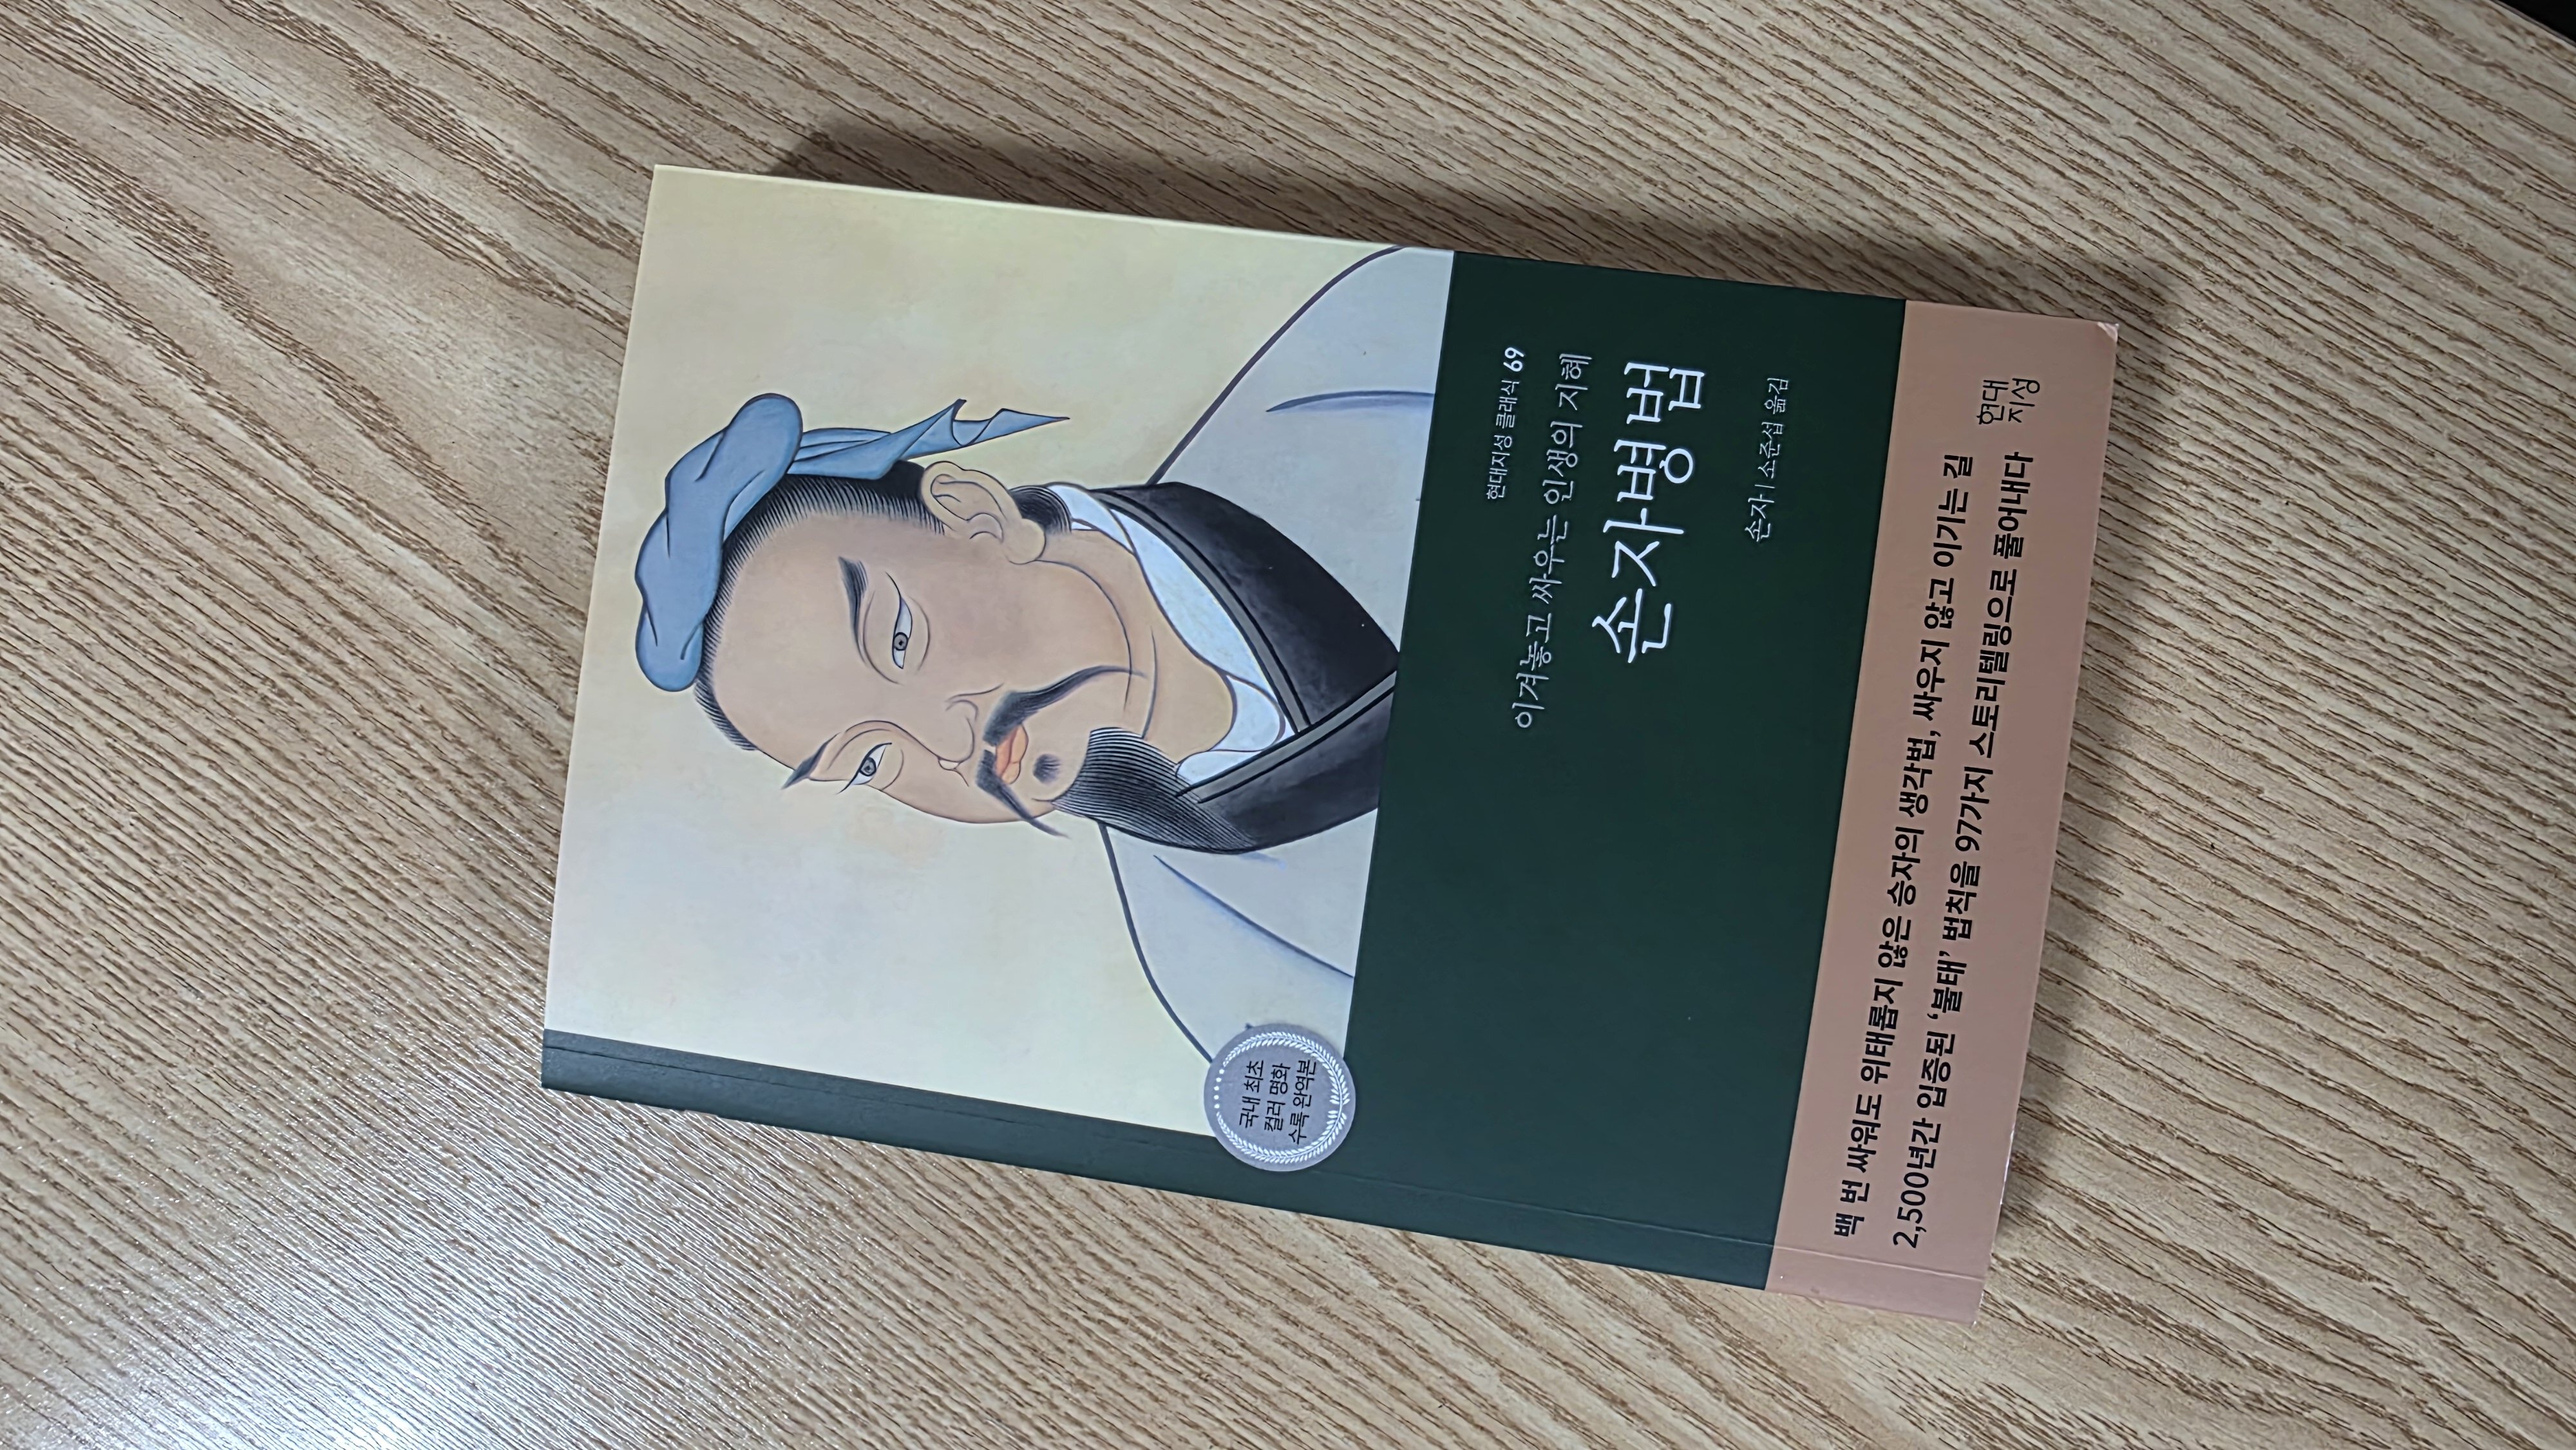 국내 최초
컬러 명화
수록 완역본
현대지성 클래식 69
이겨놓고 싸우는 인생의 지혜
손자병법
손자 | 소준섭 옮김
백 번 싸워도 위태롭지 않은 승자의 생각법, 싸우지 않고 이기는 길
2,500년간 입증된 ‘불태’ 법칙을 97가지 스토리텔링으로 풀어내다
현대
지성